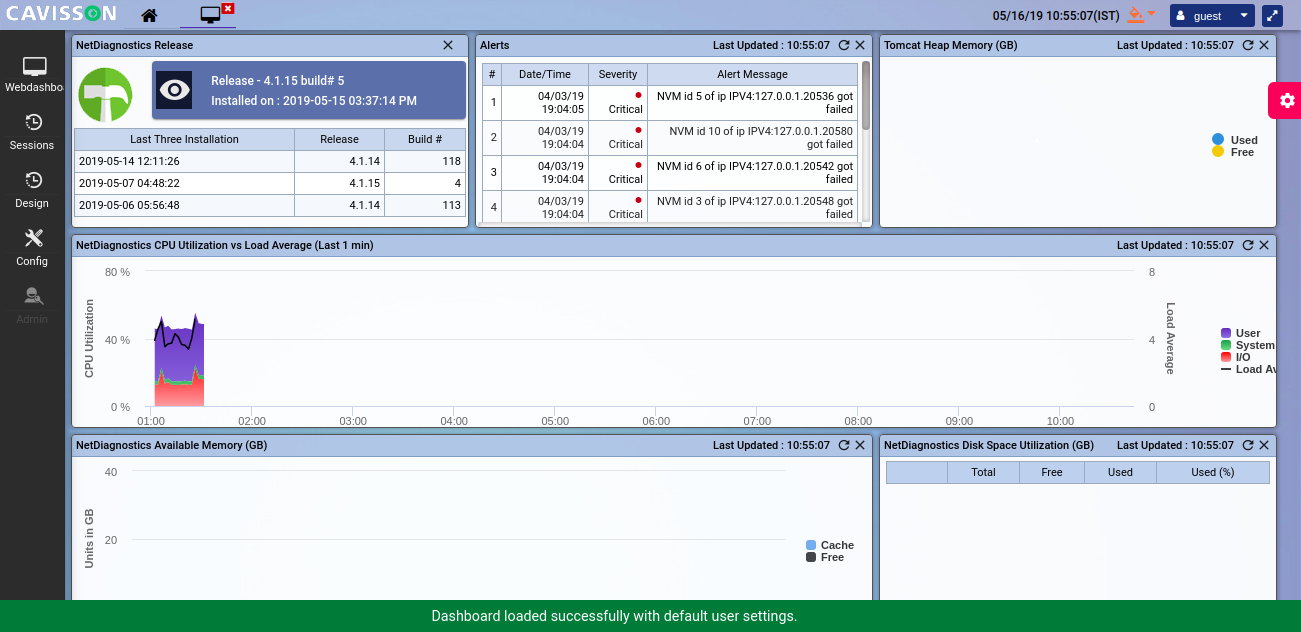 CAVISSON
05/16/19 10:55:07(IST)
guest
Webdashbo
Sessions
Design
Config
Admin
NetDiagnostics Release
Release - 4.1.15 build# 5
Installed on : 2019-05-15 03:37:14 PM
Last Three Installation Release Build #
2019-05-14 12:11:26 4.1.14 118
2019-05-07 04:48:22 4.1.15 4
2019-05-06 05:56:48 4.1.14 113
Alerts Last Updated : 10:55:07
# Date/Time Severity Alert Message
1 04/03/19 19:04:05 Critical NVM id 5 of ip IPV4:127.0.0.1.20536 got failed
2 04/03/19 19:04:04 Critical NVM id 10 of ip IPV4:127.0.0.1.20580 got failed
3 04/03/19 19:04:04 Critical NVM id 6 of ip IPV4:127.0.0.1.20542 got failed
4 04/03/19 19:04:04 Critical NVM id 3 of ip IPV4:127.0.0.1.20548 got failed
Tomcat Heap Memory (GB) Last Updated : 10:55:07
Used
Free
NetDiagnostics CPU Utilization vs Load Average (Last 1 min) Last Updated : 10:55:07
CPU Utilization
80 %
40 %
0 %
8
4
0
Load Average
User
System
I/O
Load Av
01:00 02:00 03:00 04:00 05:00 06:00 07:00 08:00 09:00 10:00
NetDiagnostics Available Memory (GB) Last Updated : 10:55:07
Units in GB
40
20
Cache
Free
NetDiagnostics Disk Space Utilization (GB) Last Updated : 10:55:07
Total Free Used Used (%)
Dashboard loaded successfully with default user settings.